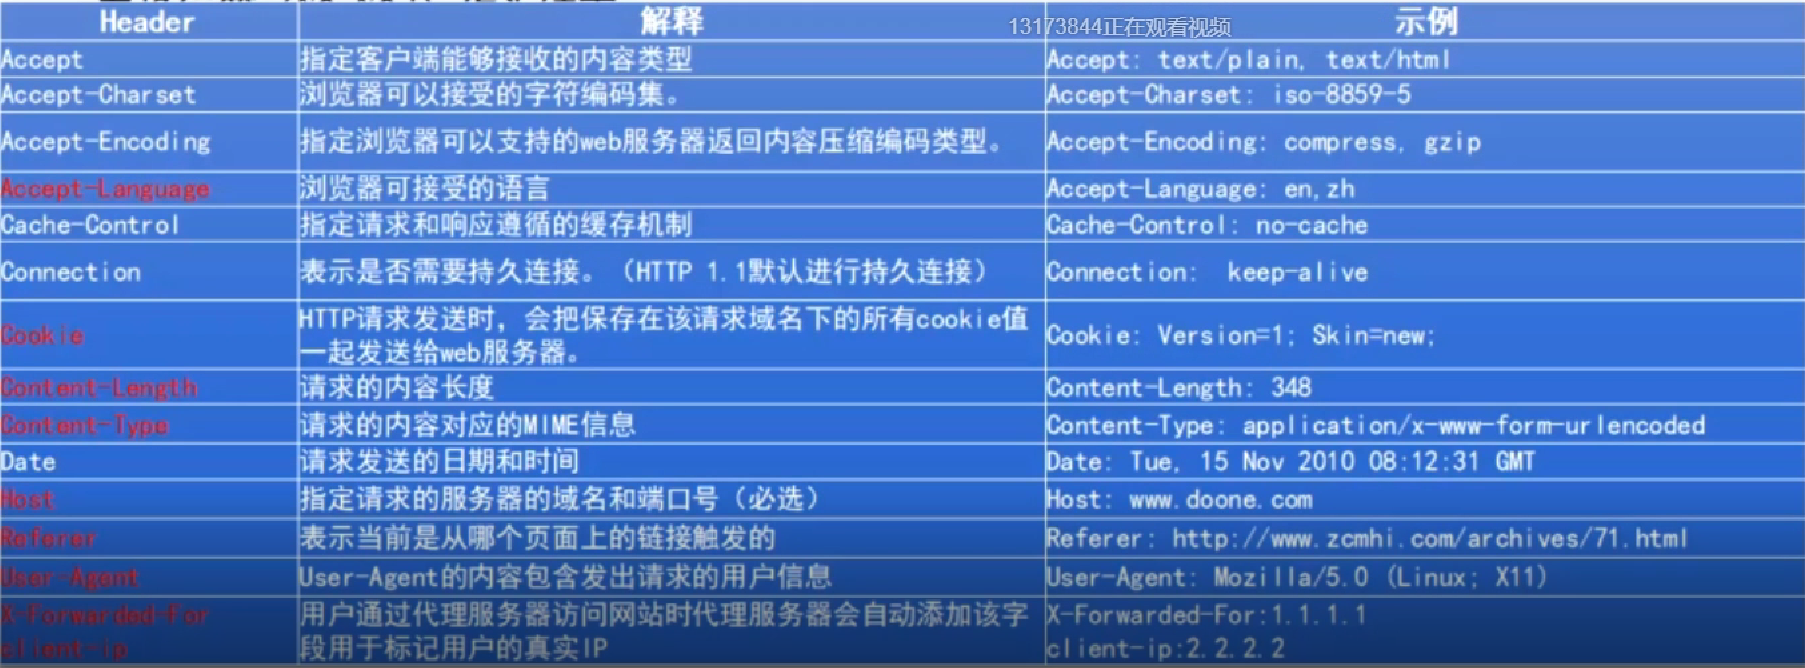 Header 解释 示例
13173844正在观看视频
Accept 指定客户端能够接收的内容类型 Accept: text/plain, text/html
Accept-Charset 浏览器可以接受的字符编码集。 Accept-Charset: iso-8859-5
Accept-Encoding 指定浏览器可以支持的web服务器返回内容压缩编码类型。 Accept-Encoding: compress, gzip
Accept-Language 浏览器可接受的语言 Accept-Language: en,zh
Cache-Control 指定请求和响应遵循的缓存机制 Cache-Control: no-cache
Connection 表示是否需要持久连接。（HTTP 1.1默认进行持久连接） Connection: keep-alive
Cookie HTTP请求发送时，会把保存在该请求域名下的所有cookie值
一起发送给web服务器。 Cookie: Version=1; Skin=new;
Content-Length 请求的内容长度 Content-Length: 348
Content-Type 请求的内容对应的MIME信息 Content-Type: application/x-www-form-urlencoded
Date 请求发送的日期和时间 Date: Tue, 15 Nov 2010 08:12:31 GMT
Host 指定请求的服务器的域名和端口号（必选） Host: www.doone.com
Referer 表示当前是从哪个页面上的链接触发的 Referer: http://www.zcmhi.com/archives/71.html
User-Agent User-Agent的内容包含发出请求的用户信息 User-Agent: Mozilla/5.0 (Linux; X11)
X-Forwarded-For 用户通过代理服务器访问网站时代理服务器会自动添加该字 X-Forwarded-For:1.1.1.1
client-ip 段用于标记用户的真实IP client-ip:2.2.2.2